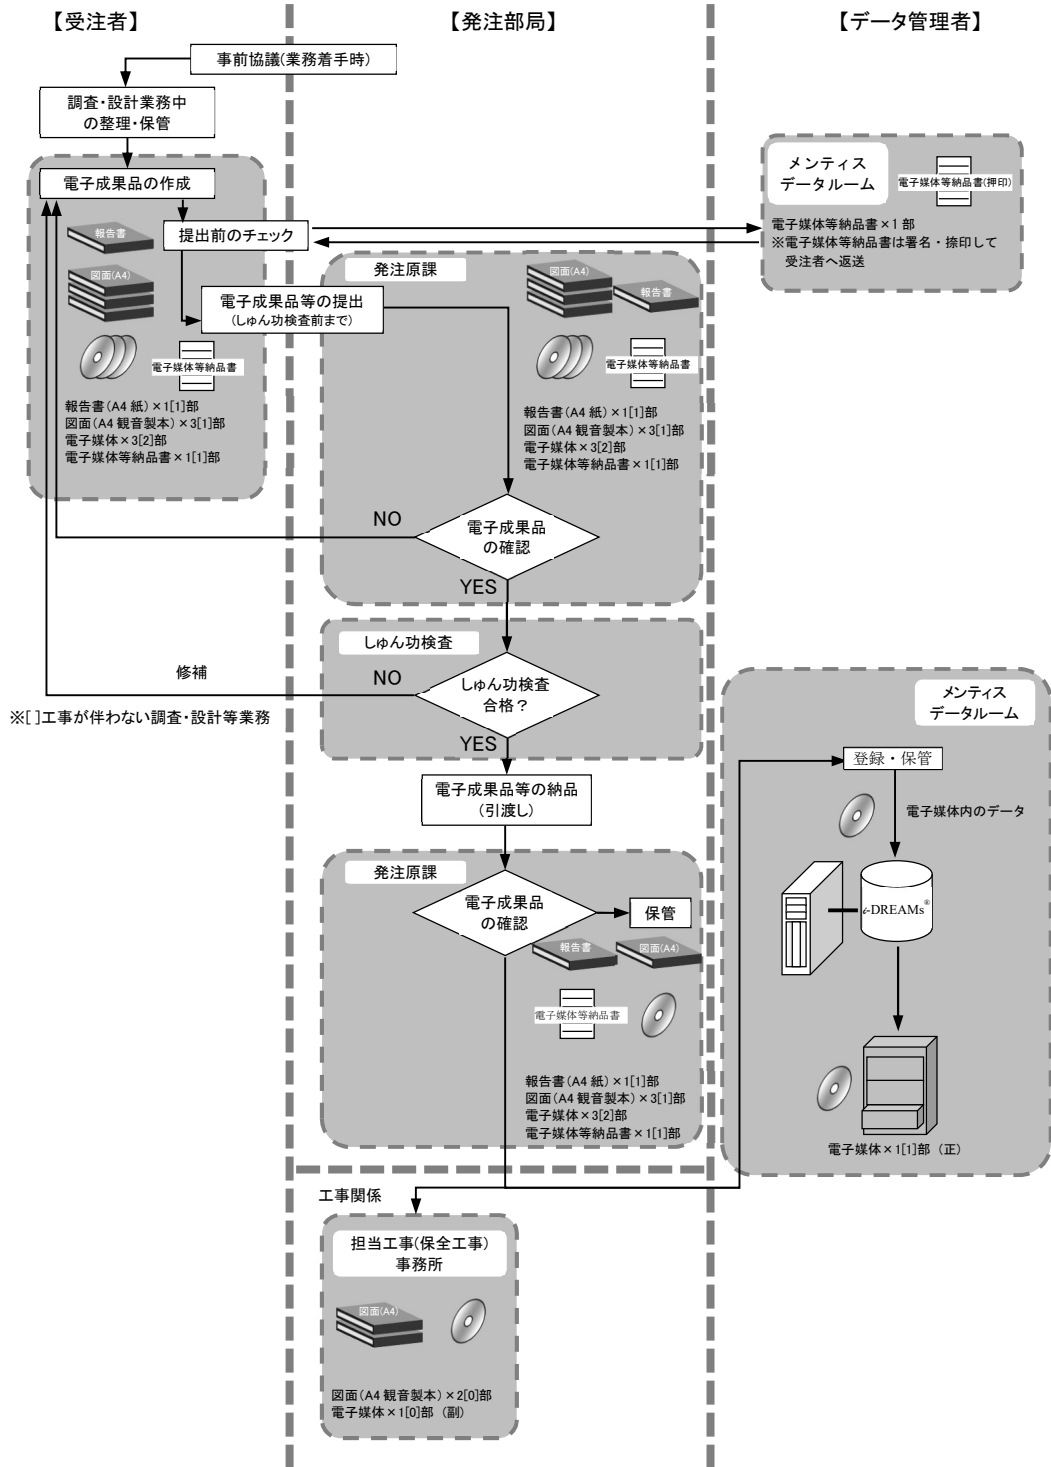 【受注者】
【発注部局】
【データ管理者】
事前協議(業務着手時)
調査・設計業務中
の整理・保管
電子成果品の作成
提出前のチェック
報告書
図面(A4)
電子成果品等の提出
(しゅん功検査前まで)
電子媒体等納品書
報告書(A4 紙)×1[1]部
図面(A4 観音製本)×3[1]部
電子媒体×3[2]部
電子媒体等納品書×1[1]部
メンティス
データルーム
電子媒体等納品書(押印)
電子媒体等納品書×1 部
※電子媒体等納品書は署名・捺印して
受注者へ返送
発注原課
図面(A4)
報告書
電子媒体等納品書
報告書(A4 紙)×1[1]部
図面(A4 観音製本)×3[1]部
電子媒体×3[2]部
電子媒体等納品書×1[1]部
NO
電子成果品
の確認
YES
しゅん功検査
修補
NO
しゅん功検査
合格?
※[ ]工事が伴わない調査・設計等業務
YES
電子成果品等の納品
(引渡し)
発注原課
電子成果品
の確認
保管
報告書
図面(A4)
電子媒体等納品書
報告書(A4 紙)×1[1]部
図面(A4 観音製本)×3[1]部
電子媒体×3[2]部
電子媒体等納品書×1[1]部
メンティス
データルーム
登録・保管
電子媒体内のデータ
i-DREAMs®
電子媒体×1[1]部 (正)
工事関係
担当工事(保全工事)
事務所
図面(A4)
図面(A4 観音製本)×2[0]部
電子媒体×1[0]部 (副)